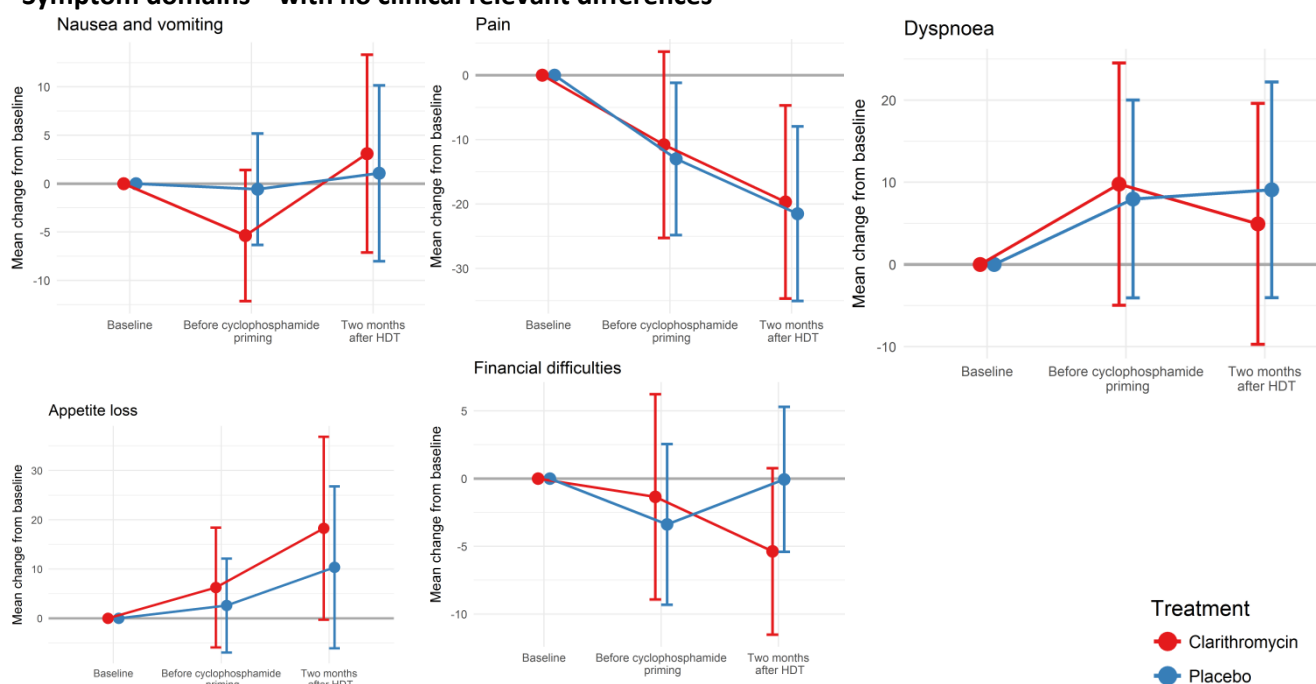 Symptom domains – with no clinical relevant differences
Nausea and vomiting
Mean change from baseline
10
5
0
-5
-10
Baseline
Before cyclophosphamide
priming
Two months
after HDT
Pain
Mean change from baseline
0
-10
-20
-30
Baseline
Before cyclophosphamide
priming
Two months
after HDT
Dyspnoea
Mean change from baseline
20
10
0
-10
Baseline
Before cyclophosphamide
priming
Two months
after HDT
Appetite loss
Mean change from baseline
30
20
10
0
Baseline
Before cyclophosphamide
priming
Two months
after HDT
Financial difficulties
Mean change from baseline
5
0
-5
-10
Baseline
Before cyclophosphamide
priming
Two months
after HDT
Treatment
Clarithromycin
Placebo